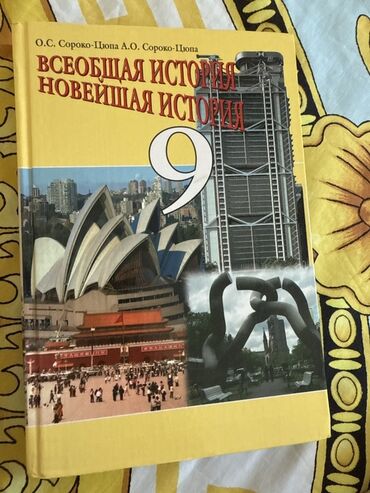 О.С. Сороко-Цюпа А.О. Сороко-Цюпа
ВСЕОБЩАЯ ИСТОРИЯ
НОВЕЙШАЯ ИСТОРИЯ
9